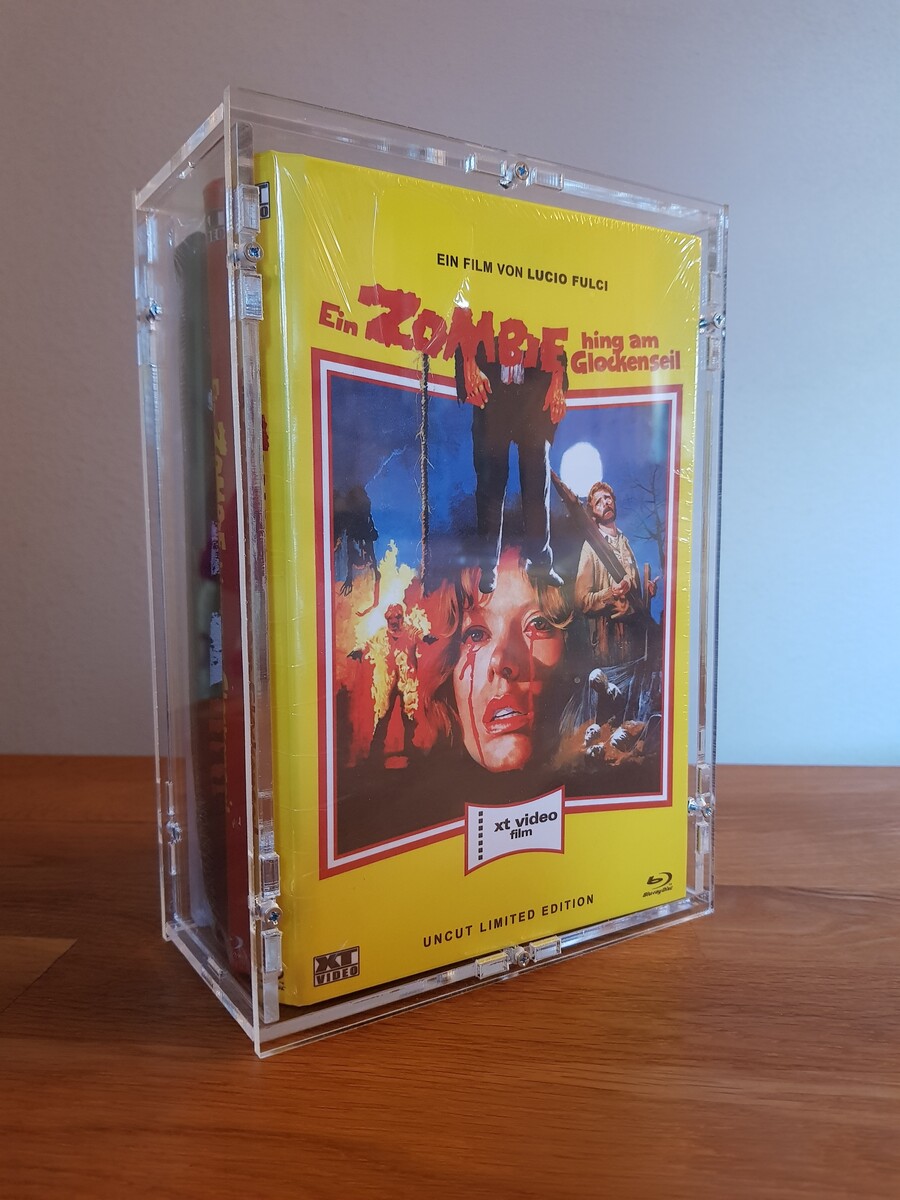 EIN FILM VON LUCIO FULCI
Ein ZOMBIE hing am
Glockenseil
xt video
film
Blu-ray Disc
UNCUT LIMITED EDITION
XT
VIDEO